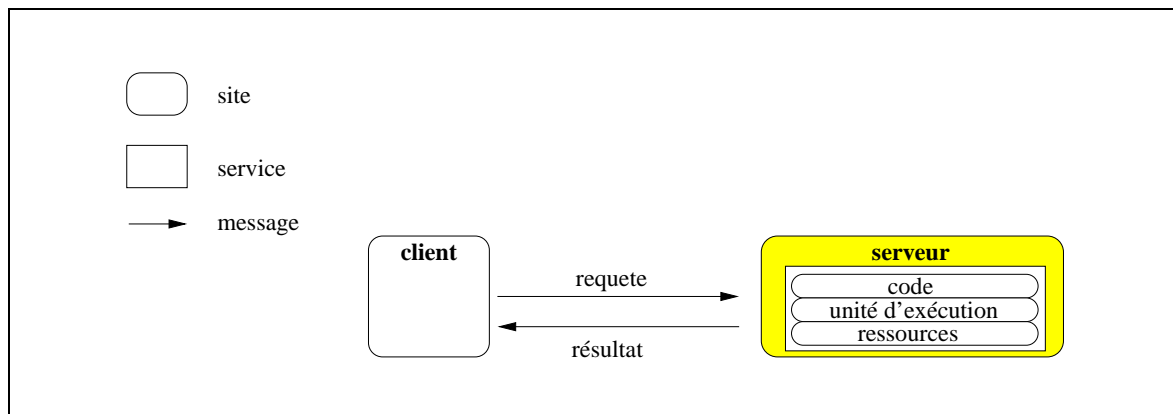 site
service
message
client
requete
résultat
serveur
code
unité d'exécution
ressources